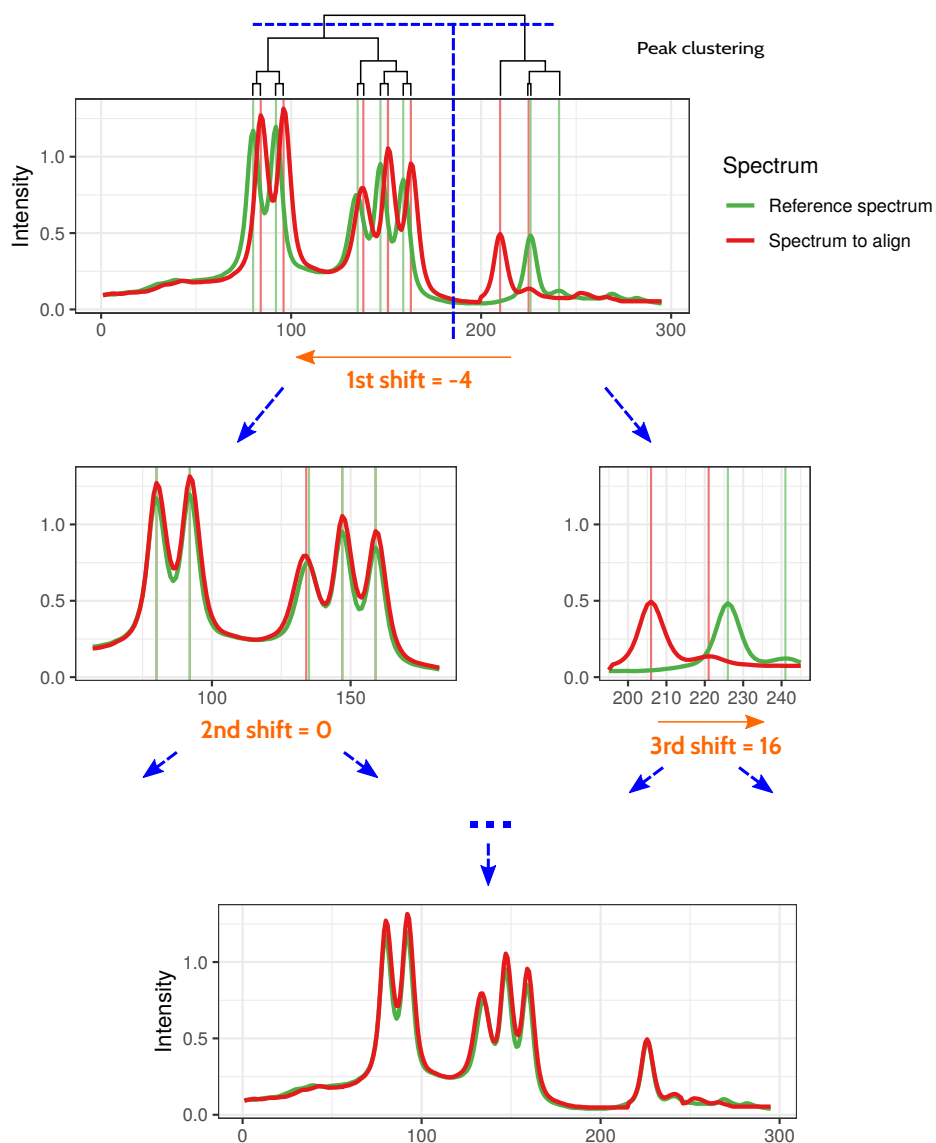 Peak clustering
Intensity
1.0
0.5
0.0
0 100 200 300
Spectrum
Reference spectrum
Spectrum to align
1st shift = -4
1.0
0.5
0.0
100 150
2nd shift = 0
1.0
0.5
0.0
200 210 220 230 240
3rd shift = 16
Intensity
1.0
0.5
0.0
0 100 200 300